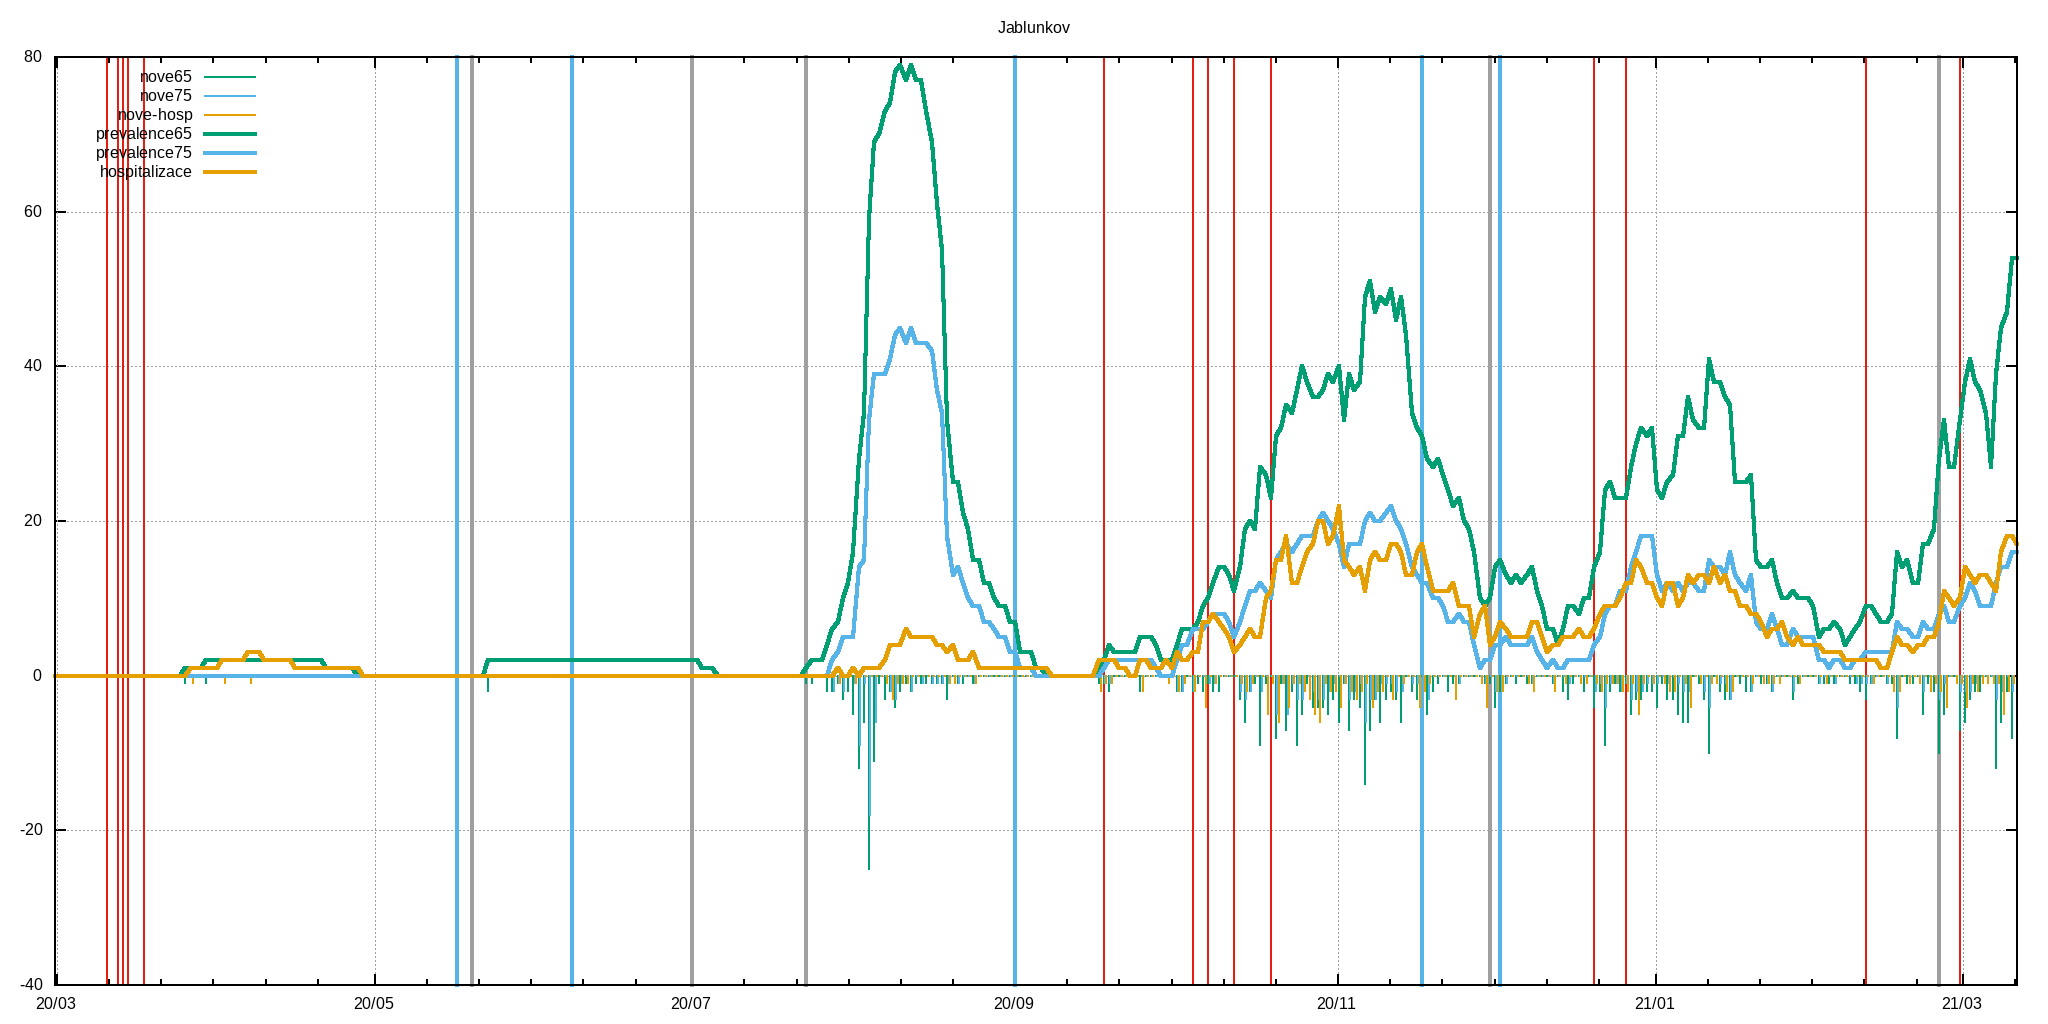 Jablunkov
80
nove65
nove75
nove-hosp
prevalence65
prevalence75
hospitalizace
60
40
20
0
-20
-40
20/03 20/05 20/07 20/09 20/11 21/01 21/03